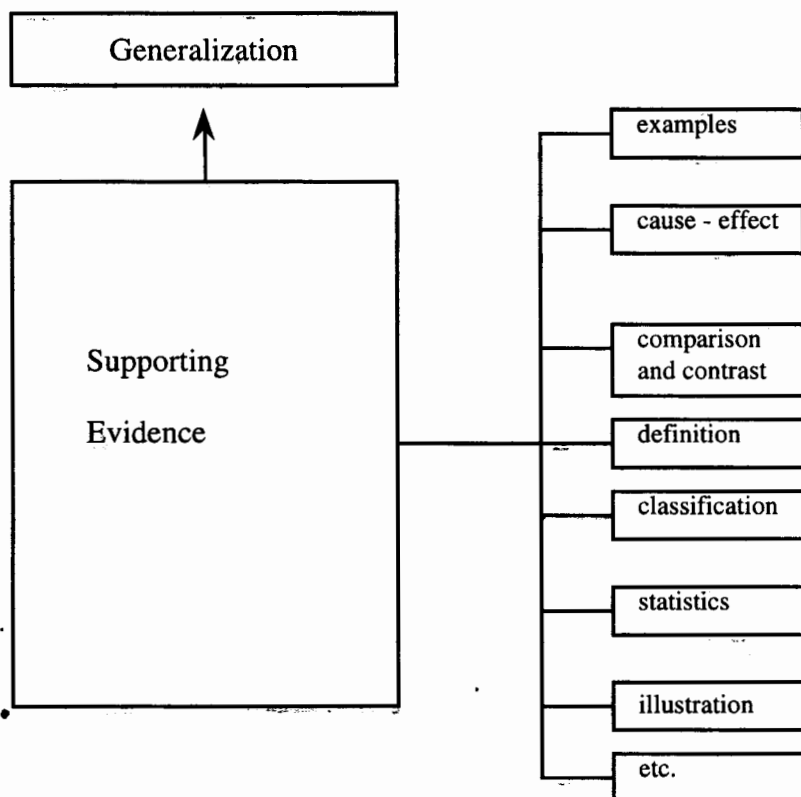 Generalization
Supporting
Evidence
examples
cause - effect
comparison
and contrast
definition
classification
statistics
illustration
etc.